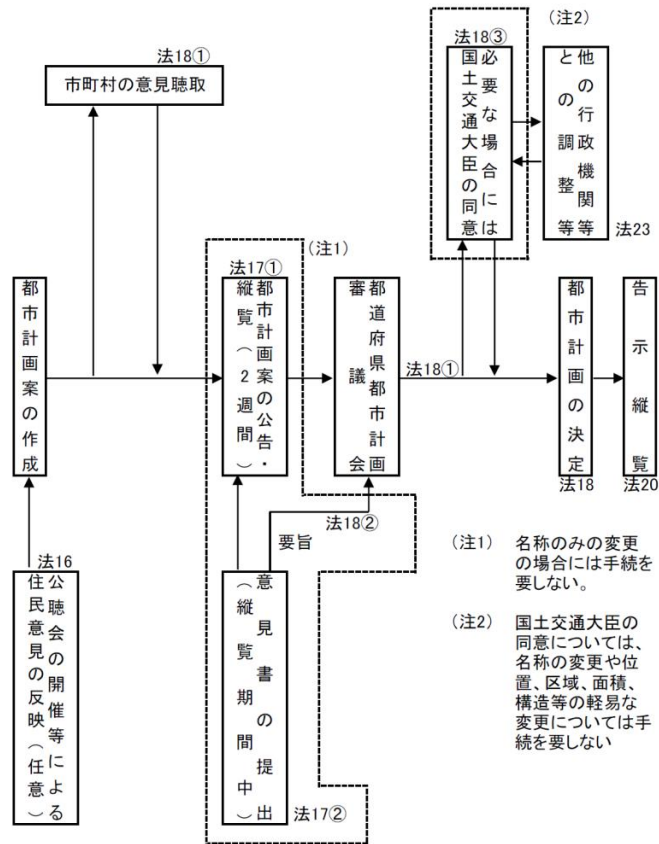 法18①
市町村の意見聴取
(注2)
法18③
必要な場合には
国土交通大臣の同意
他の行政機関等
との調整等
法23
(注1)
都市計画案の作成
法17①
都市計画案の公告・
縦覧(2週間)
都道府県都市計画
審議会
法18①
都市計画の決定
法18
告示縦覧
法20
法16
公聴会の開催等による
住民意見の反映(任意)
要旨
法18②
意見書の提出
(縦覧期間中)
法17②
(注1) 名称のみの変更
の場合には手続を
要しない。
(注2) 国土交通大臣の
同意については、
名称の変更や位
置、区域、面積、
構造等の軽易な
変更については手
続を要しない